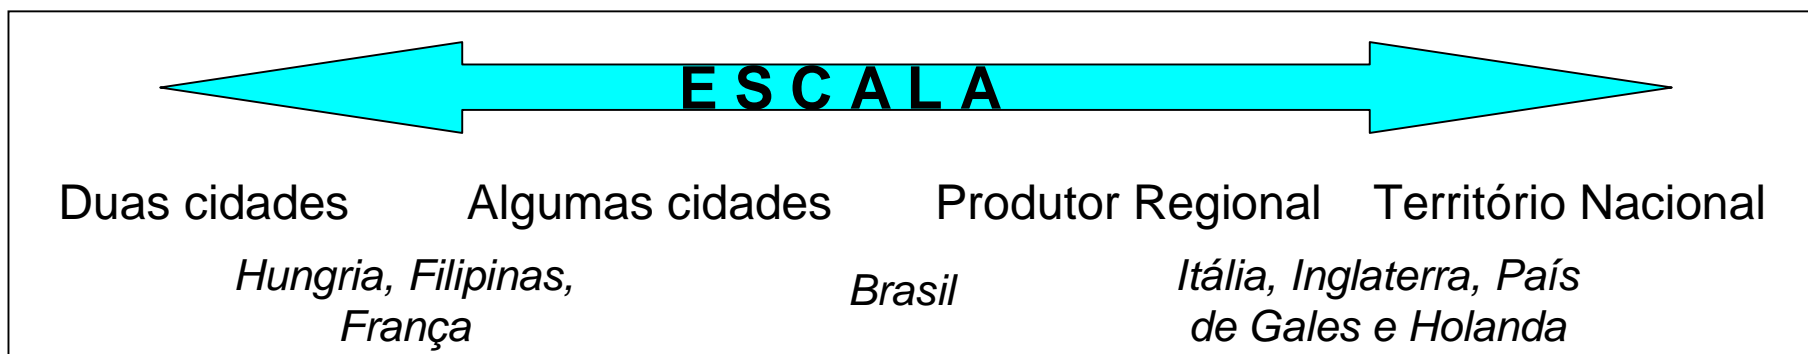 E S C A L A
Duas cidades Algumas cidades Produtor Regional Território Nacional
Hungria, Filipinas,
França
Brasil
Itália, Inglaterra, País
de Gales e Holanda